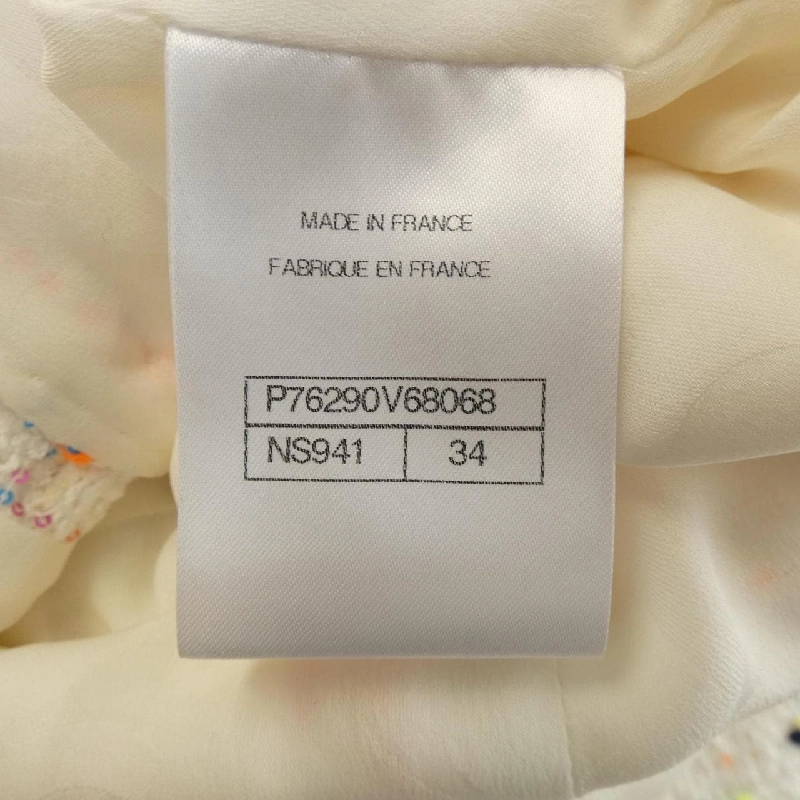 MADE IN FRANCE
FABRIQUE EN FRANCE
P76290V68068
NS941 34